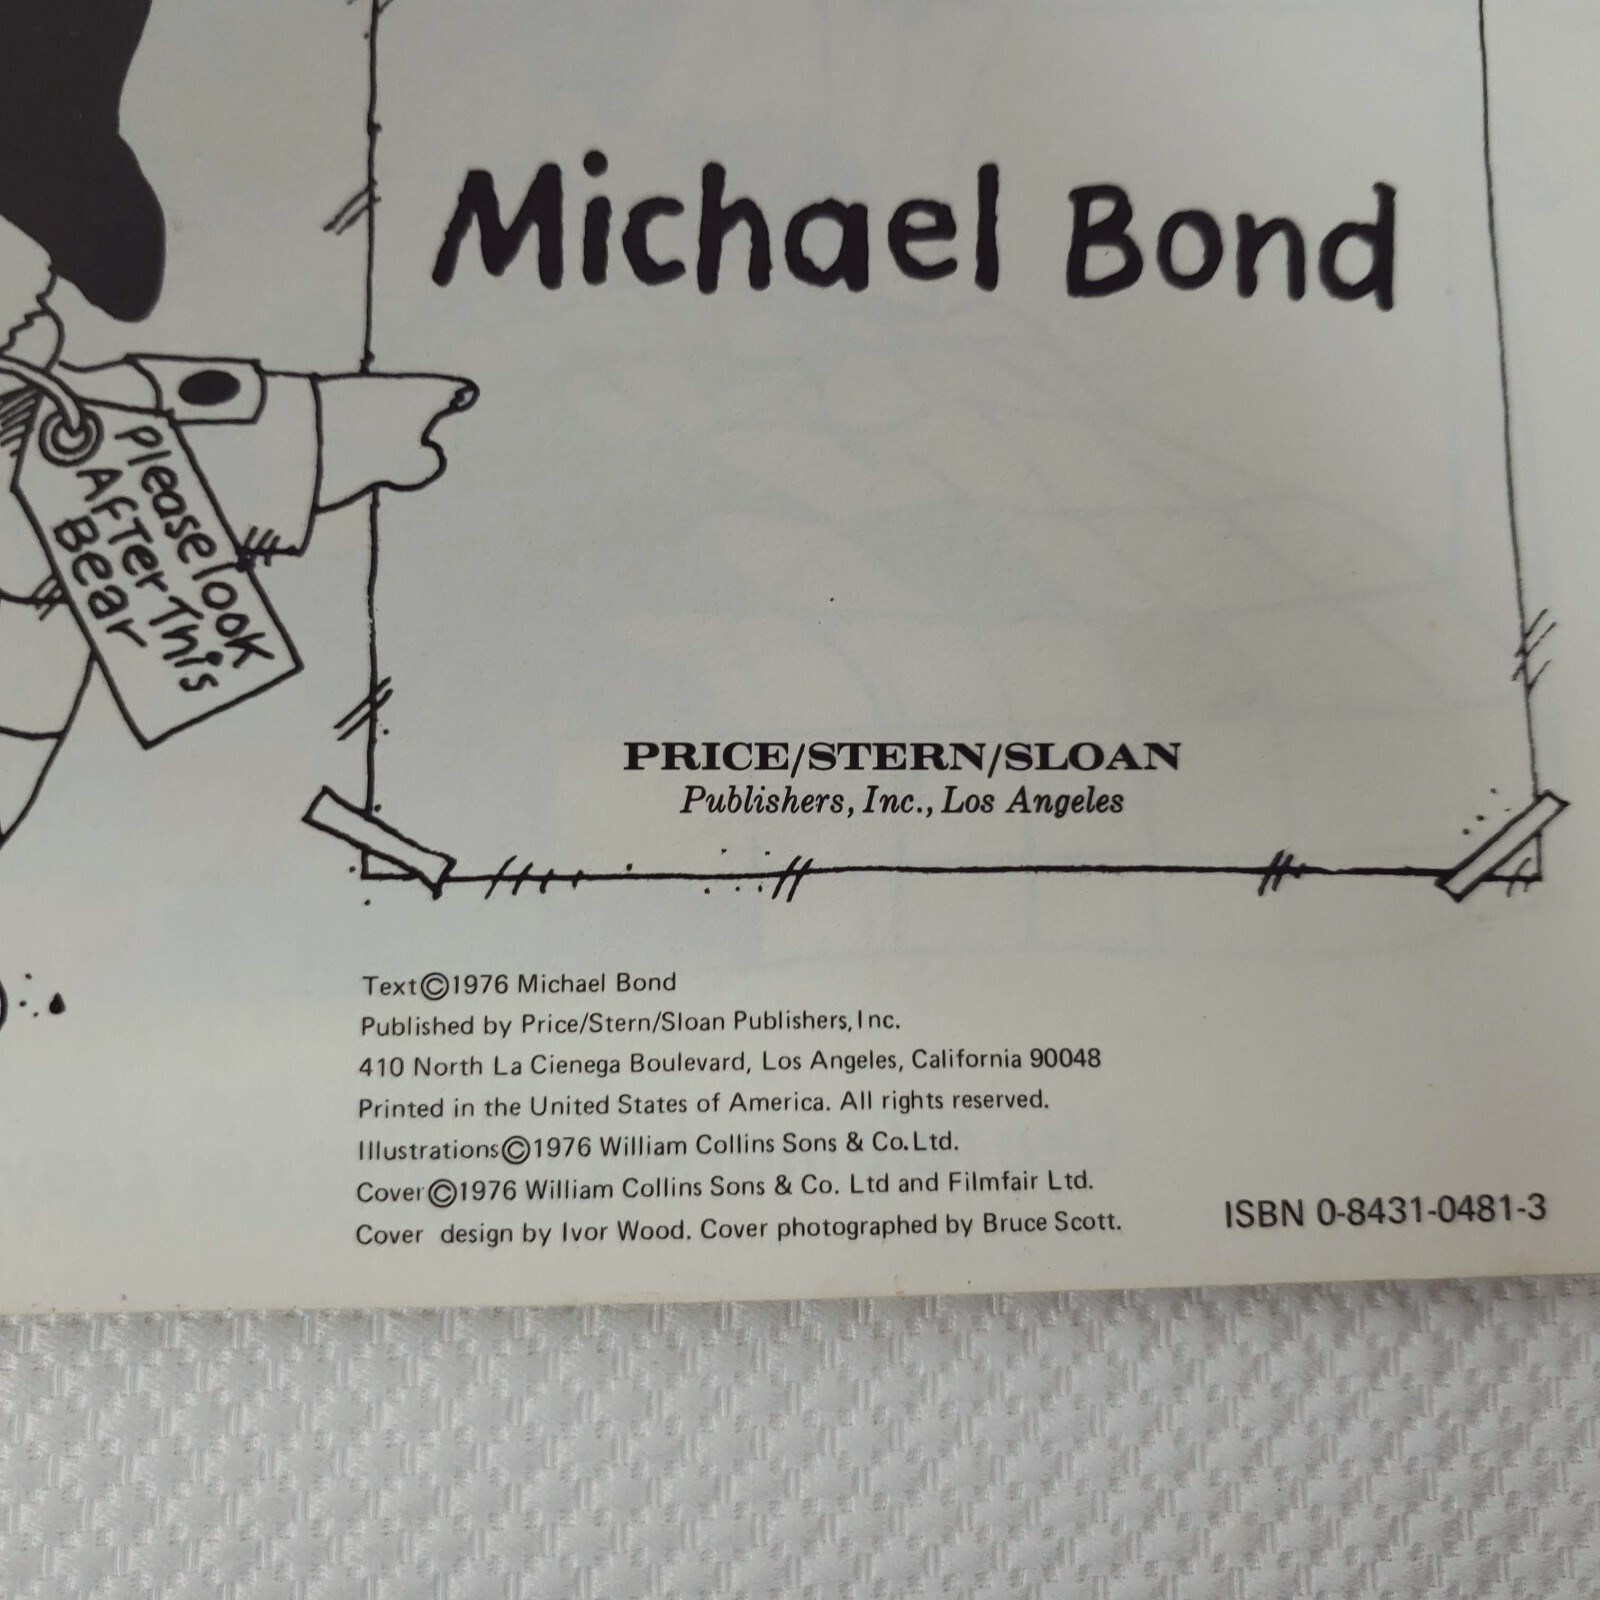 Michael Bond
Please look
After This
Bear
PRICE/STERN/SLOAN
Publishers, Inc., Los Angeles
Text©1976 Michael Bond
Published by Price/Stern/Sloan Publishers, Inc.
410 North La Cienega Boulevard, Los Angeles, California 90048
Printed in the United States of America. All rights reserved.
Illustrations©1976 William Collins Sons & Co. Ltd.
Cover©1976 William Collins Sons & Co. Ltd and Filmfair Ltd.
Cover design by Ivor Wood. Cover photographed by Bruce Scott.
ISBN 0-8431-0481-3